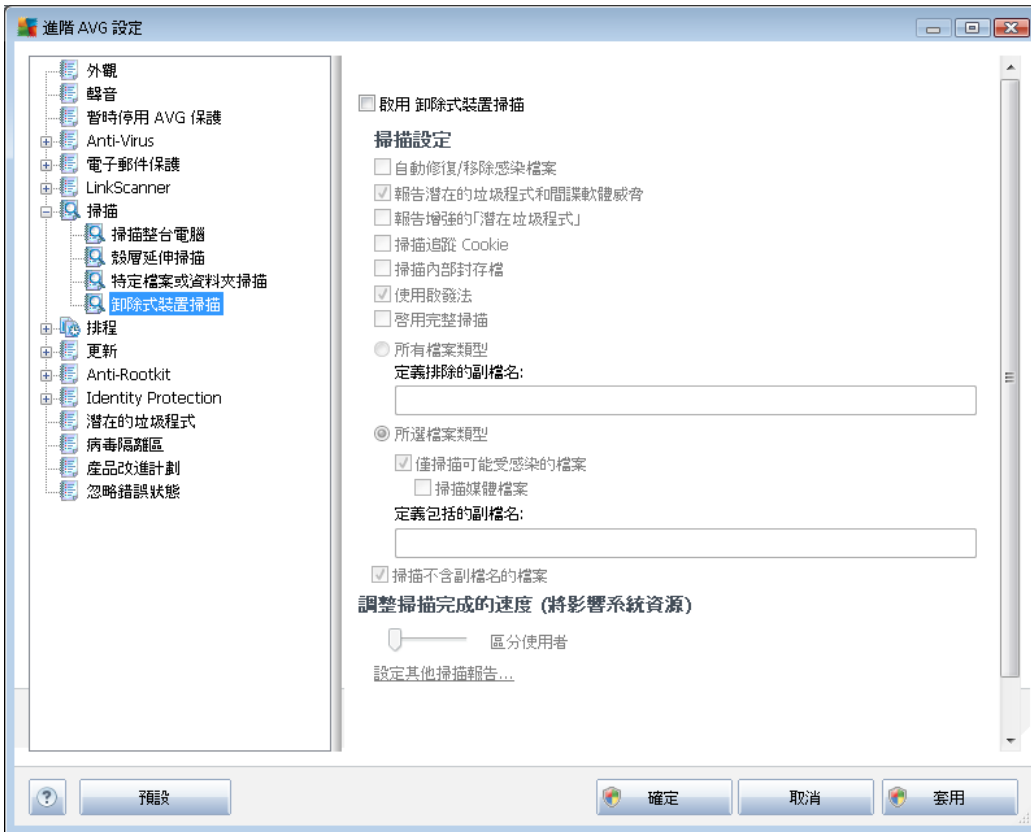 進階 AVG 設定
外觀
聲音
暫時停用 AVG 保護
Anti-Virus
電子郵件保護
LinkScanner
掃描
掃描整台電腦
殼層延伸掃描
特定檔案或資料夾掃描
卸除式裝置掃描
排程
更新
Anti-Rootkit
Identity Protection
潛在的垃圾程式
病毒隔離區
產品改進計劃
忽略錯誤狀態
啟用 卸除式裝置掃描
掃描設定
自動修復/移除感染檔案
報告潛在的垃圾程式和間諜軟體威脅
報告增強的「潛在垃圾程式」
掃描追蹤 Cookie
掃描內部封存檔
使用啟發法
啓用完整掃描
所有檔案類型
定義排除的副檔名:
所選檔案類型
僅掃描可能受感染的檔案
掃描媒體檔案
定義包括的副檔名:
掃描不含副檔名的檔案
調整掃描完成的速度 (將影響系統資源)
區分使用者
設定其他掃描報告...
?
預設
確定
取消
套用